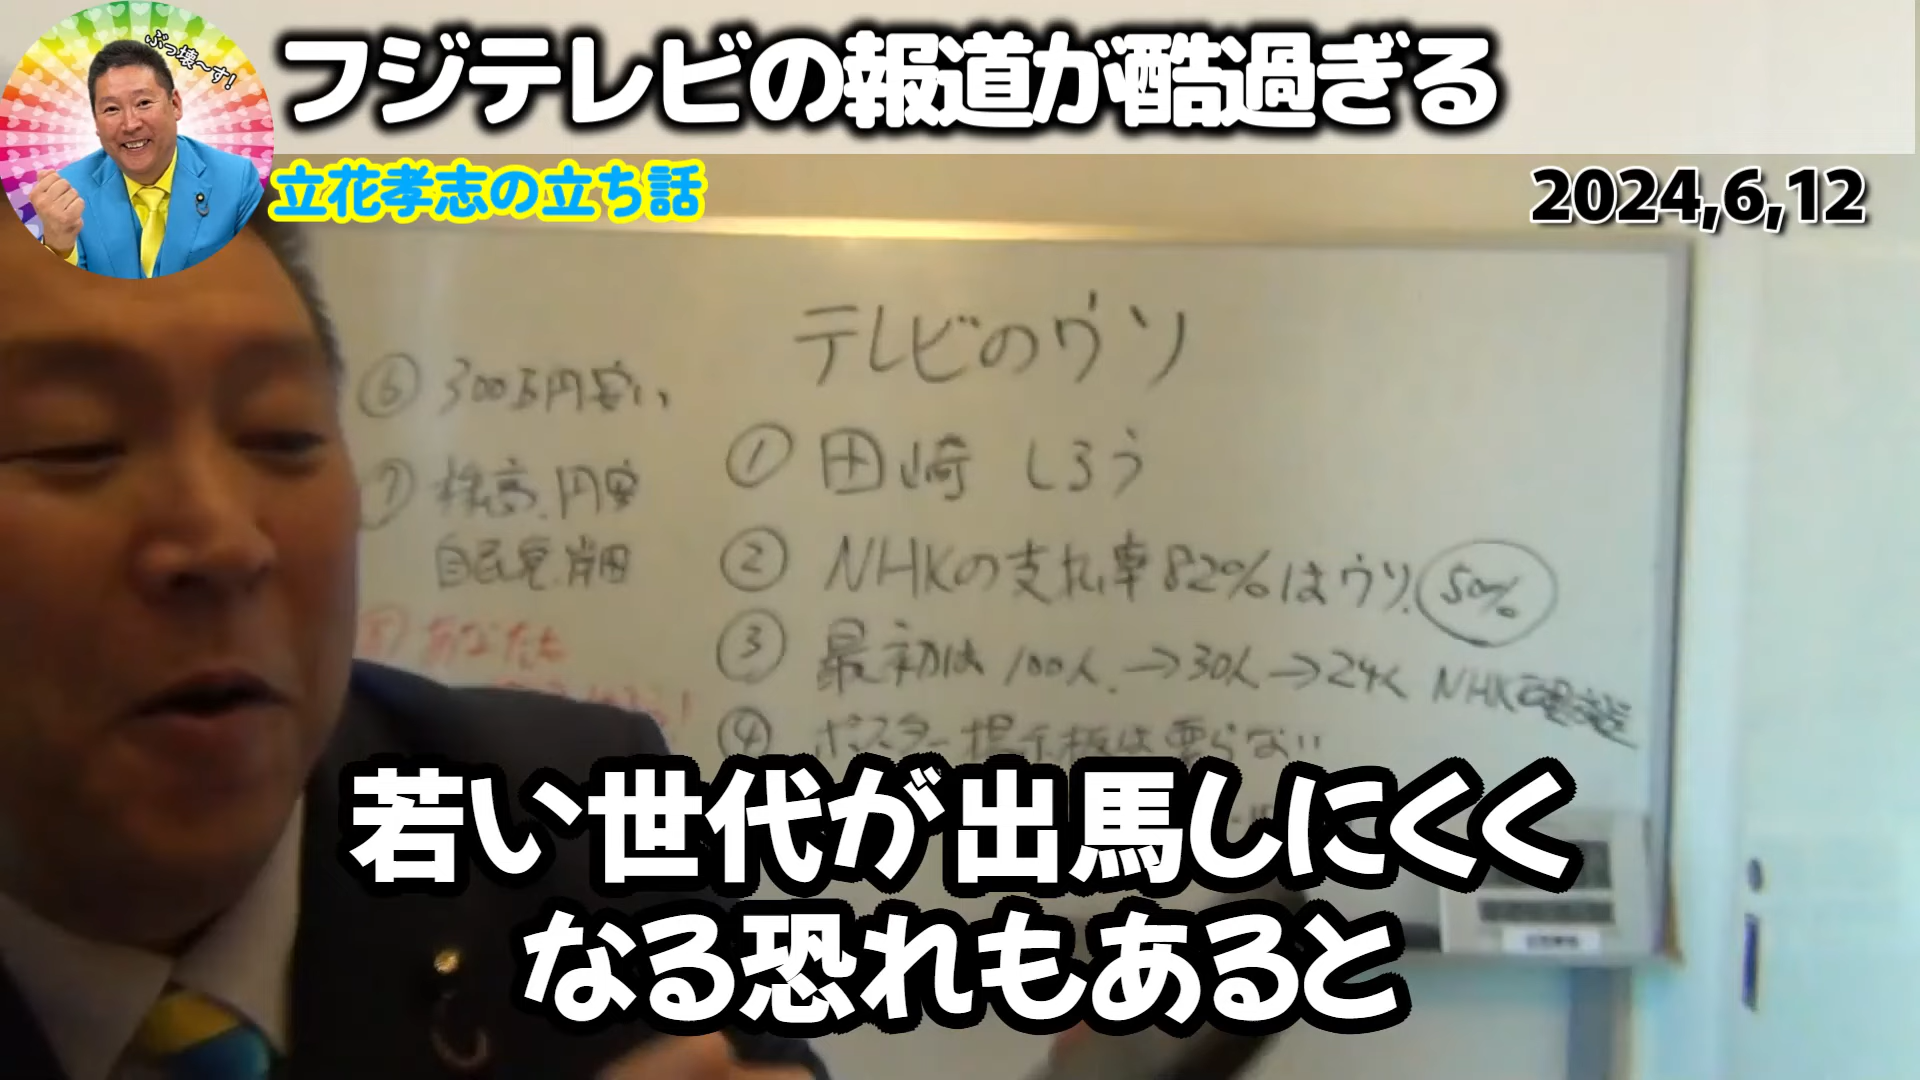 ぶっ壊〜す!
フジテレビの報道が酷過ぎる
立花孝志の立ち話
2024,6,12
テレビのウソ
⑥ 300万円安い
⑦ 株高、円安
自民党、岸田
あなたも
① 田崎 しろう
② NHKの支払率82%はウソ、50%
③ 最初は100人、→30人→24人 NHK
④ ポスター掲示板は要らない
若い世代が出馬しにくく
なる恐れもあると